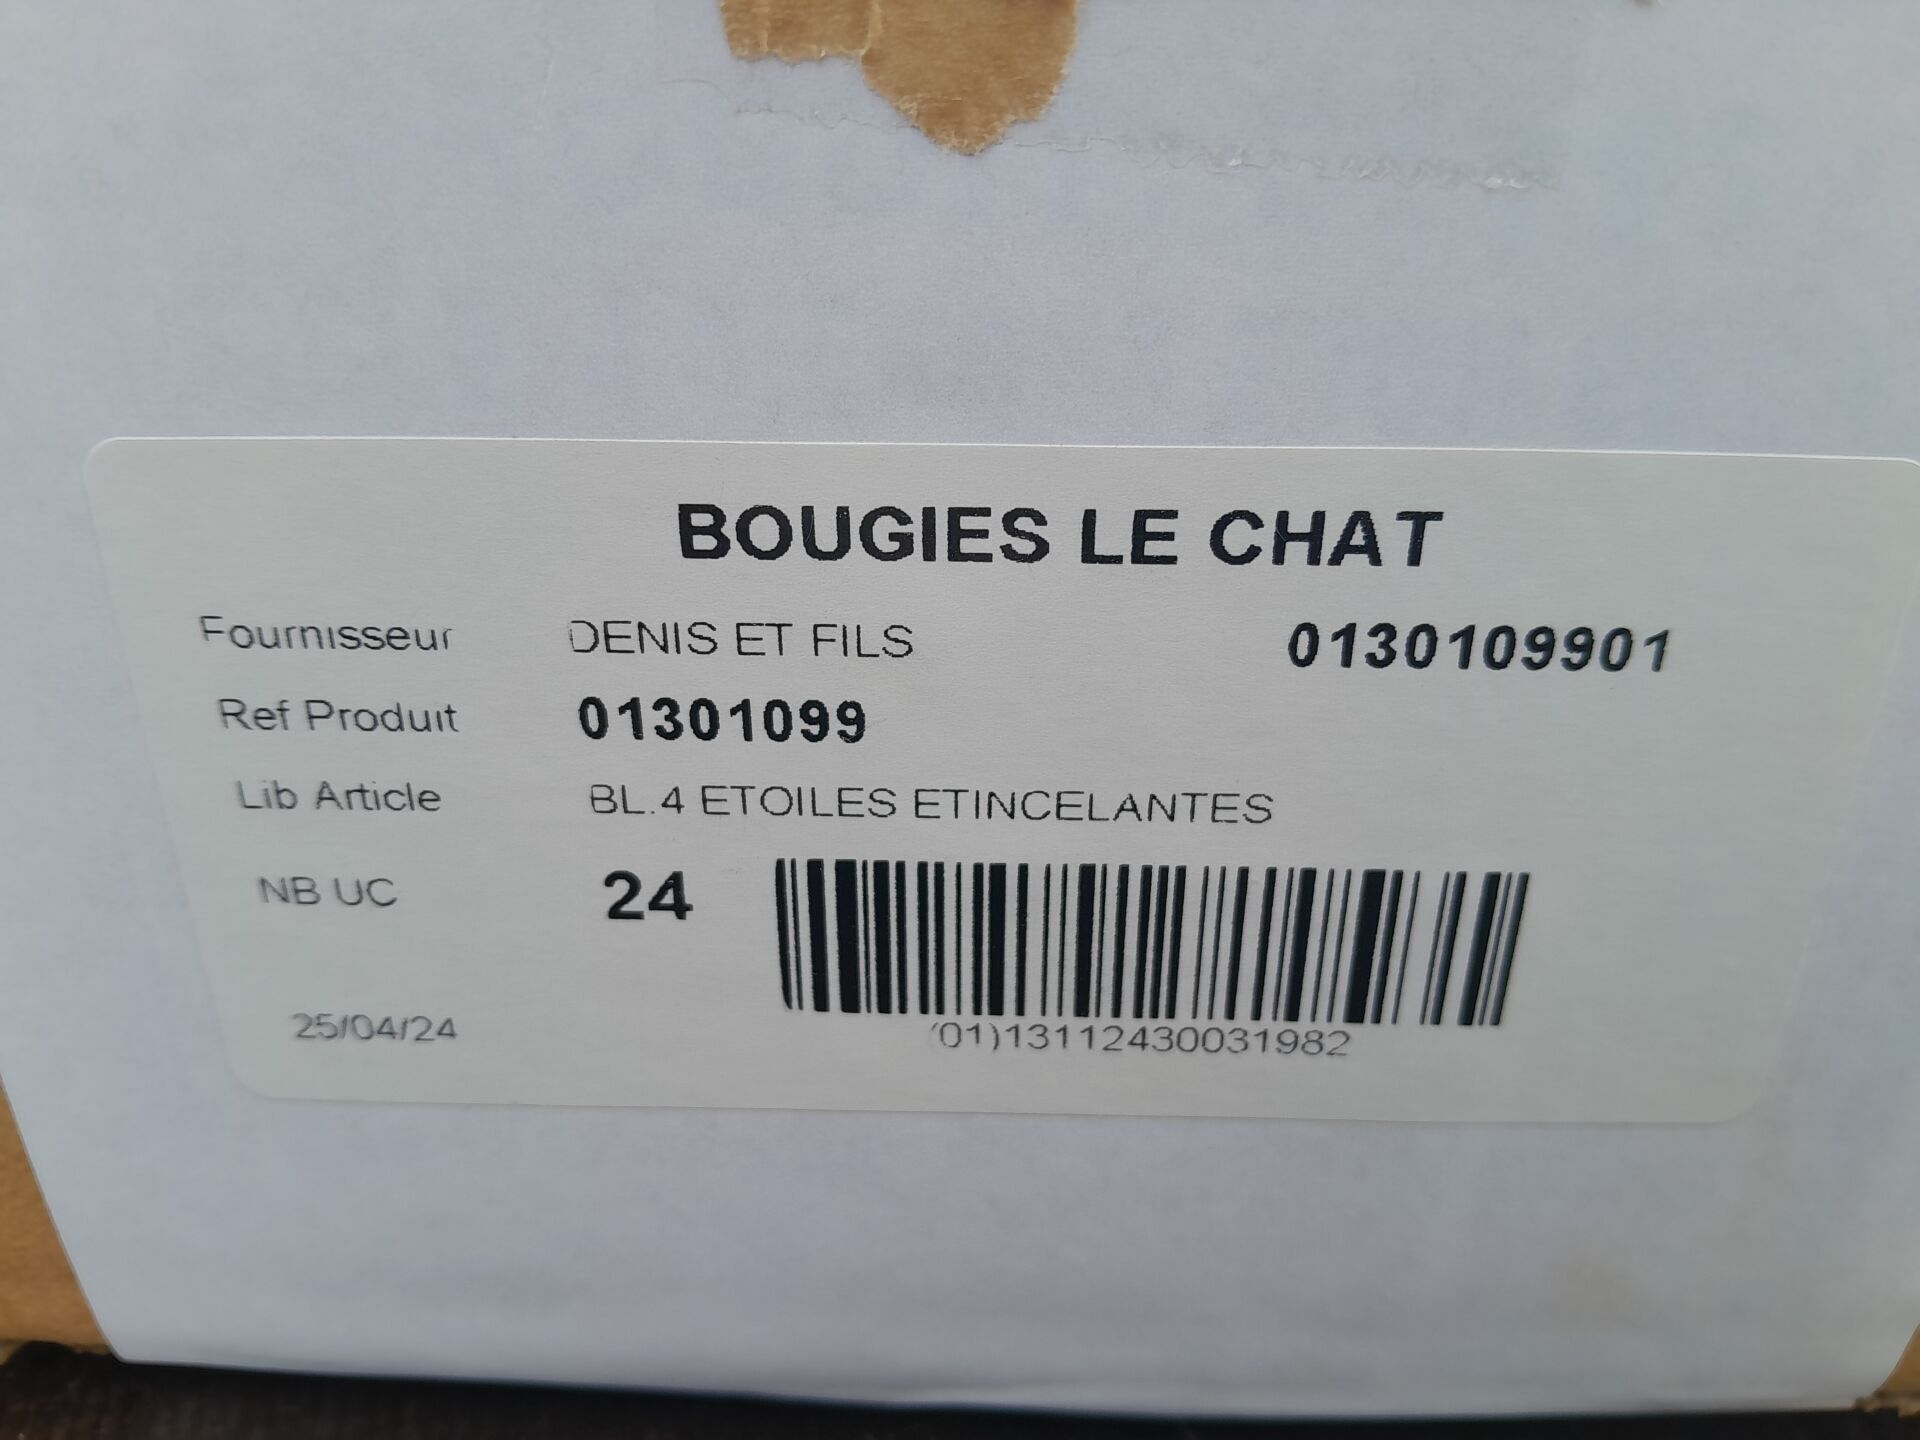 BOUGIES LE CHAT
Fournisseur DENIS ET FILS 0130109901
Ref Produit 01301099
Lib Article BL.4 ETOILES ETINCELANTES
NB UC 24
25/04/24 (01)13112430031982